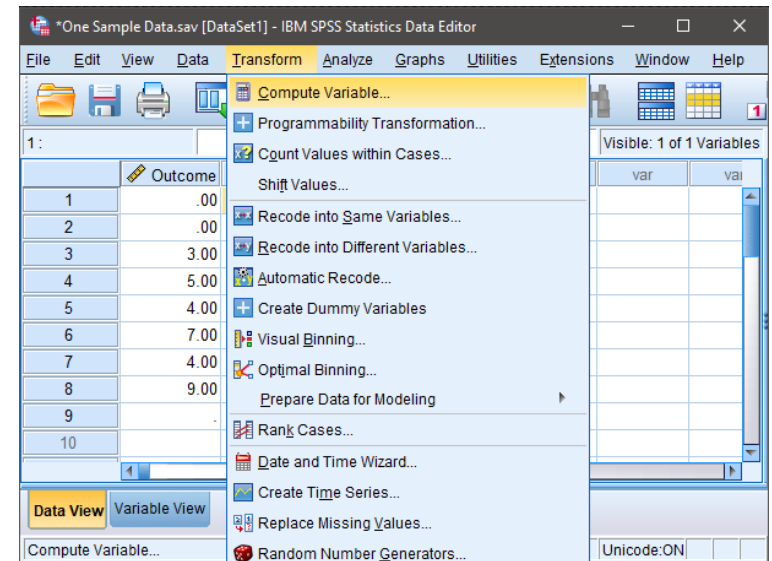 *One Sample Data.sav [DataSet1] - IBM SPSS Statistics Data Editor
File Edit View Data Transform Analyze Graphs Utilities Extensions Window Help
1
1 : Visible: 1 of 1 Variables
Outcome var var
1 .00
2 .00
3 3.00
4 5.00
5 4.00
6 7.00
7 4.00
8 9.00
9 .
10
Compute Variable...
Programmability Transformation...
Count Values within Cases...
Shift Values...
Recode into Same Variables...
Recode into Different Variables...
Automatic Recode...
Create Dummy Variables
Visual Binning...
Optimal Binning...
Prepare Data for Modeling
Rank Cases...
Date and Time Wizard...
Create Time Series...
Replace Missing Values...
Random Number Generators...
Data View Variable View
Compute Variable... Unicode:ON